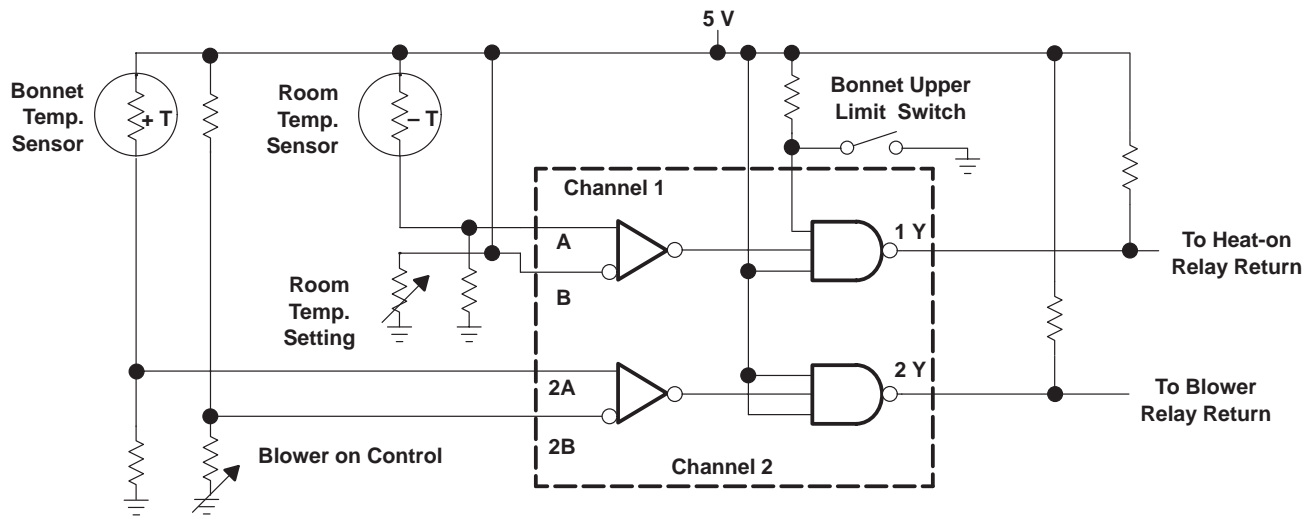 5 V
Bonnet
Temp.
Sensor
+ T
Room
Temp.
Sensor
– T
Bonnet Upper
Limit Switch
Channel 1
A
B
1 Y
To Heat-on
Relay Return
Room
Temp.
Setting
2A
2B
2 Y
To Blower
Relay Return
Blower on Control
Channel 2